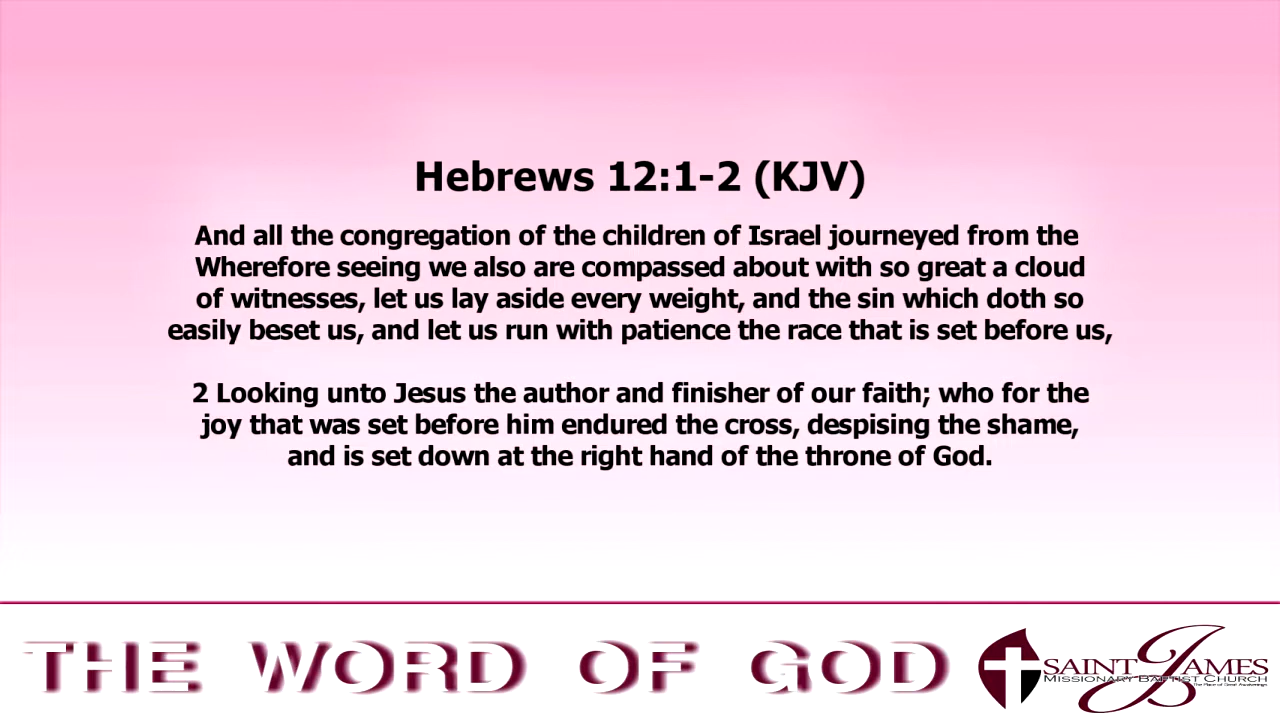 Hebrews 12:1-2 (KJV)
And all the congregation of the children of Israel journeyed from the
Wherefore seeing we also are compassed about with so great a cloud
of witnesses, let us lay aside every weight, and the sin which doth so
easily beset us, and let us run with patience the race that is set before us,
2 Looking unto Jesus the author and finisher of our faith; who for the
joy that was set before him endured the cross, despising the shame,
and is set down at the right hand of the throne of God.
THE WORD OF GOD
SAINT JAMES
MISSIONARY BAPTIST CHURCH
The Place of Great Awakenings